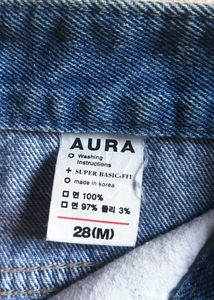 AURA
Washing
Instructions
+ SUPER BASIC-FIT
made in korea
면 100%
면 97% 폴리 3%
28(M)